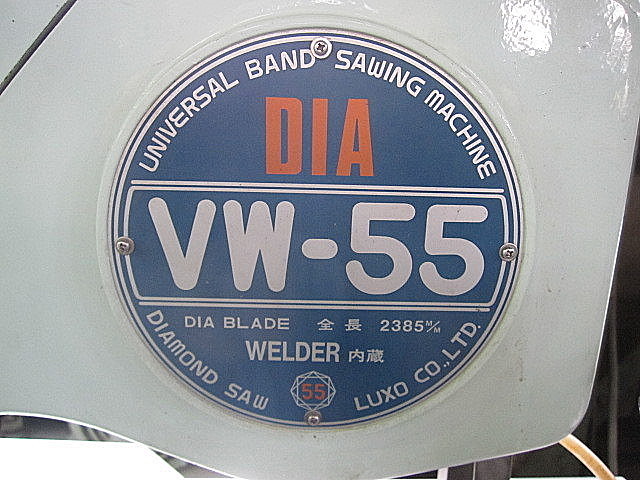 UNIVERSAL BAND SAWING MACHINE
DIA
VW-55
DIA BLADE 全長 2385M/M
WELDER 内蔵
DIAMOND SAW 55 LUXO CO., LTD.